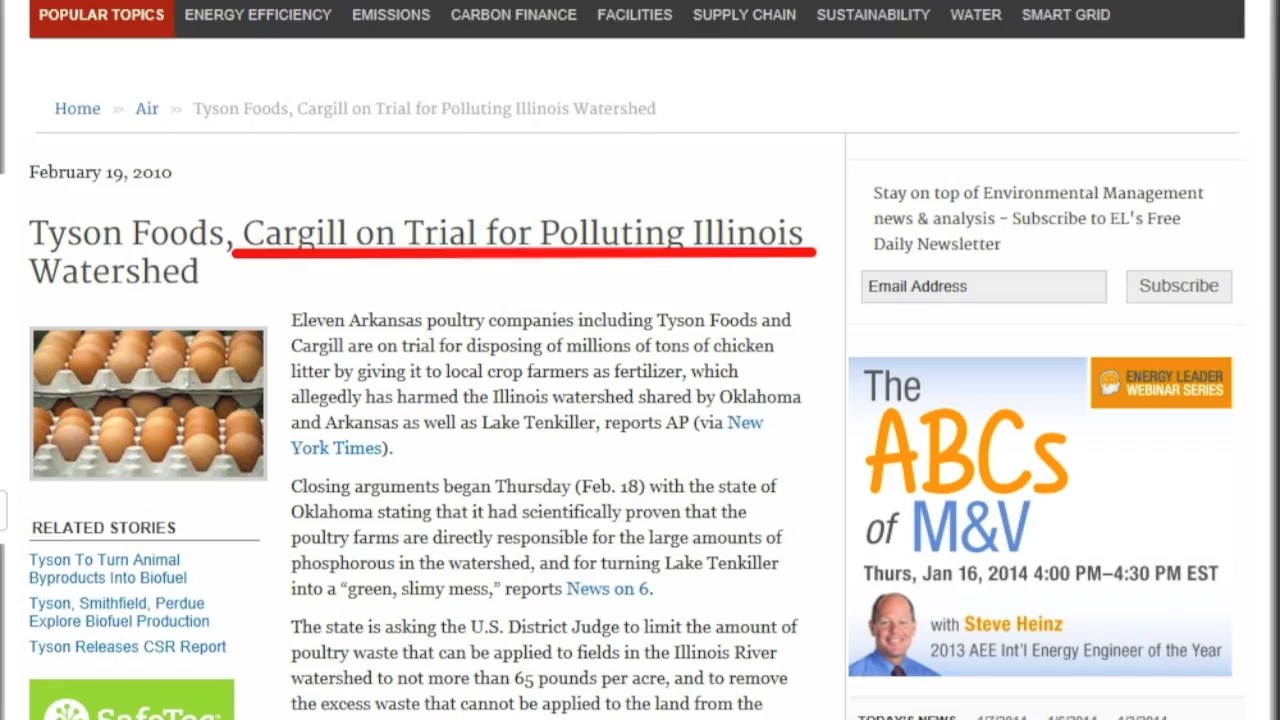 POPULAR TOPICS ENERGY EFFICIENCY EMISSIONS CARBON FINANCE FACILITIES SUPPLY CHAIN SUSTAINABILITY WATER SMART GRID
Home » Air » Tyson Foods, Cargill on Trial for Polluting Illinois Watershed
February 19, 2010
Tyson Foods, Cargill on Trial for Polluting Illinois
Watershed
Eleven Arkansas poultry companies including Tyson Foods and
Cargill are on trial for disposing of millions of tons of chicken
litter by giving it to local crop farmers as fertilizer, which
allegedly has harmed the Illinois watershed shared by Oklahoma
and Arkansas as well as Lake Tenkiller, reports AP (via New
York Times).
Closing arguments began Thursday (Feb. 18) with the state of
Oklahoma stating that it had scientifically proven that the
poultry farms are directly responsible for the large amounts of
phosphorous in the watershed, and for turning Lake Tenkiller
into a “green, slimy mess,” reports News on 6.
The state is asking the U.S. District Judge to limit the amount of
poultry waste that can be applied to fields in the Illinois River
watershed to not more than 65 pounds per acre, and to remove
the excess waste that cannot be applied to the land from the
RELATED STORIES
Tyson To Turn Animal
Byproducts Into Biofuel
Tyson, Smithfield, Perdue
Explore Biofuel Production
Tyson Releases CSR Report
SafeTec
Stay on top of Environmental Management
news & analysis - Subscribe to EL's Free
Daily Newsletter
Email Address Subscribe
The
ABCs
of M&V
ENERGY LEADER
WEBINAR SERIES
Thurs, Jan 16, 2014 4:00 PM–4:30 PM EST
with Steve Heinz
2013 AEE Int'l Energy Engineer of the Year
TODAY'S NEWS 1/7/2014 1/6/2014 1/3/2014